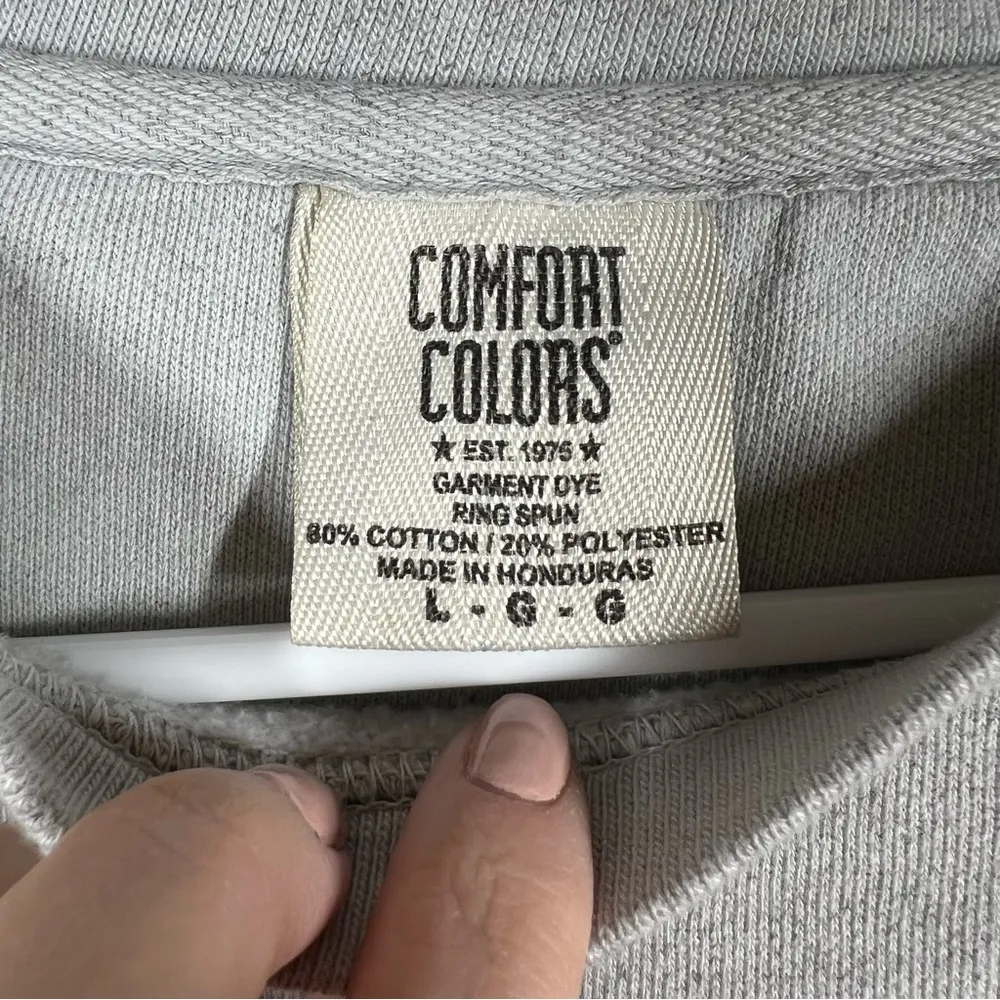 COMFORT
COLORS®
★ EST. 1975 ★
GARMENT DYE
RING SPUN
80% COTTON / 20% POLYESTER
MADE IN HONDURAS
L - G - G